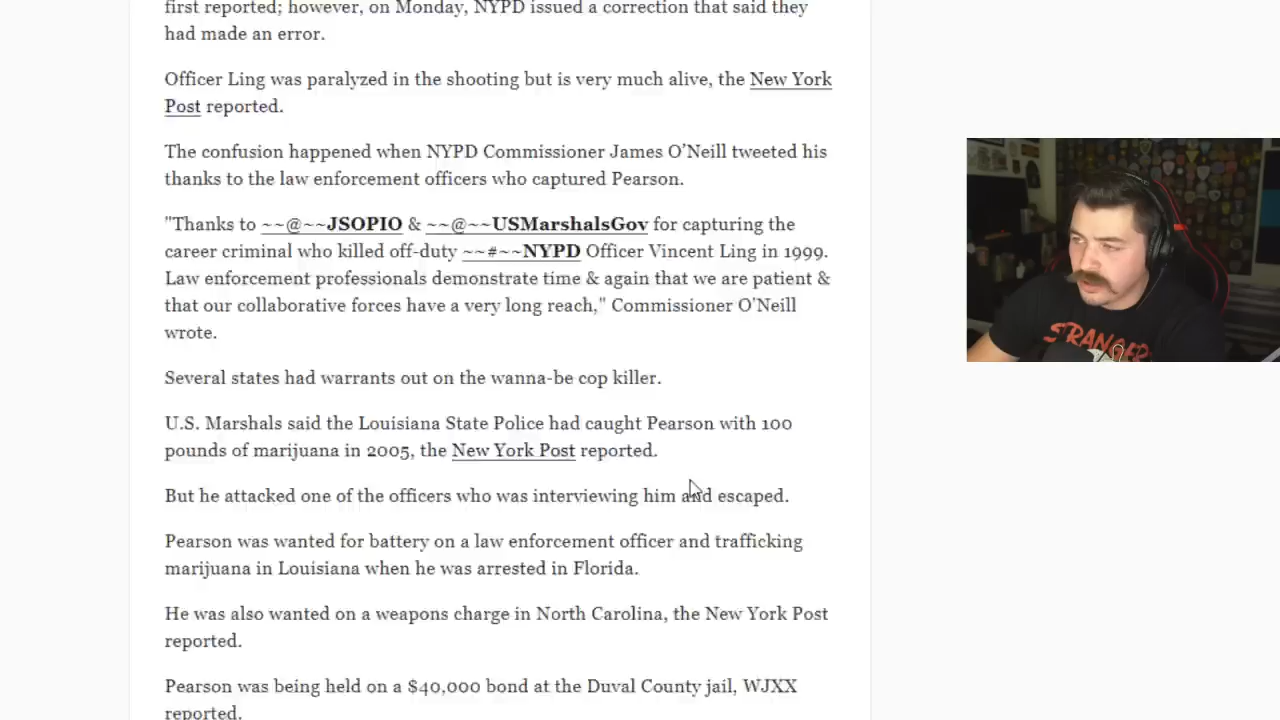 first reported; however, on Monday, NYPD issued a correction that said they
had made an error.
Officer Ling was paralyzed in the shooting but is very much alive, the New York
Post reported.
The confusion happened when NYPD Commissioner James O’Neill tweeted his
thanks to the law enforcement officers who captured Pearson.
"Thanks to ~~@~~JSOPIO & ~~@~~USMarshalsGov for capturing the
career criminal who killed off-duty ~~#~~NYPD Officer Vincent Ling in 1999.
Law enforcement professionals demonstrate time & again that we are patient &
that our collaborative forces have a very long reach," Commissioner O’Neill
wrote.
Several states had warrants out on the wanna-be cop killer.
U.S. Marshals said the Louisiana State Police had caught Pearson with 100
pounds of marijuana in 2005, the New York Post reported.
But he attacked one of the officers who was interviewing him and escaped.
Pearson was wanted for battery on a law enforcement officer and trafficking
marijuana in Louisiana when he was arrested in Florida.
He was also wanted on a weapons charge in North Carolina, the New York Post
reported.
Pearson was being held on a $40,000 bond at the Duval County jail, WJXX
reported.